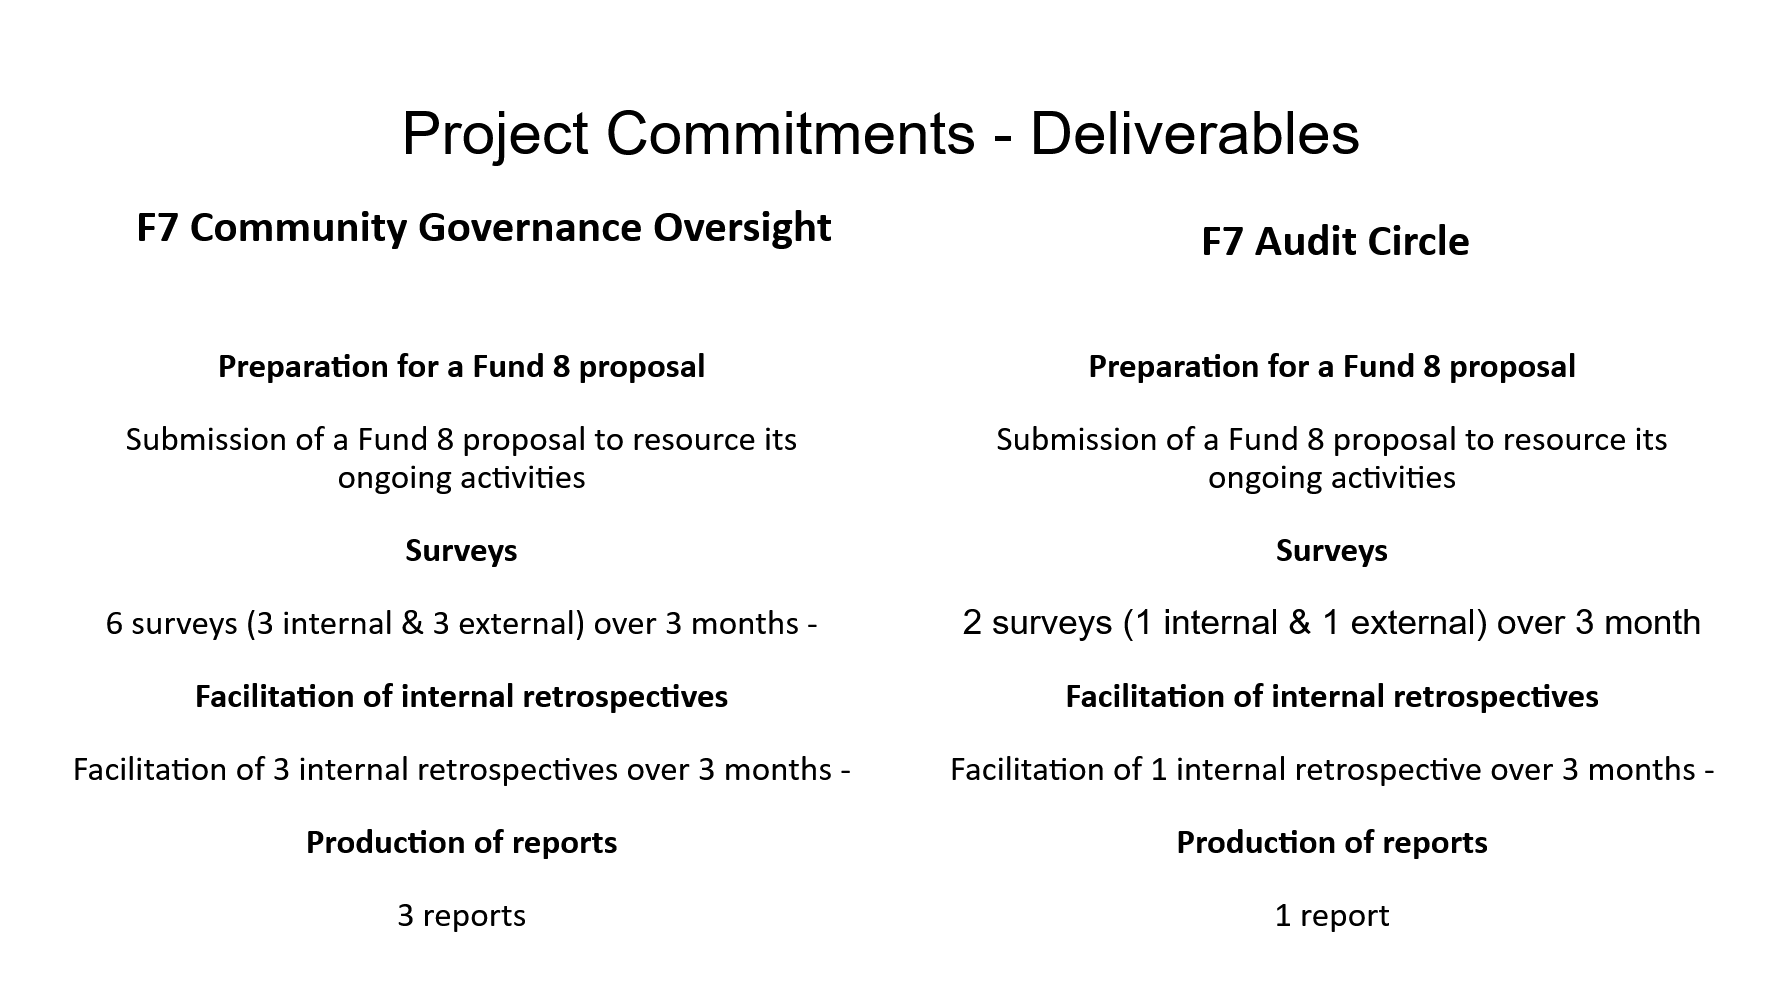 Project Commitments - Deliverables
F7 Community Governance Oversight
Preparation for a Fund 8 proposal
Submission of a Fund 8 proposal to resource its
ongoing activities
Surveys
6 surveys (3 internal & 3 external) over 3 months -
Facilitation of internal retrospectives
Facilitation of 3 internal retrospectives over 3 months -
Production of reports
3 reports
F7 Audit Circle
Preparation for a Fund 8 proposal
Submission of a Fund 8 proposal to resource its
ongoing activities
Surveys
2 surveys (1 internal & 1 external) over 3 month
Facilitation of internal retrospectives
Facilitation of 1 internal retrospective over 3 months -
Production of reports
1 report